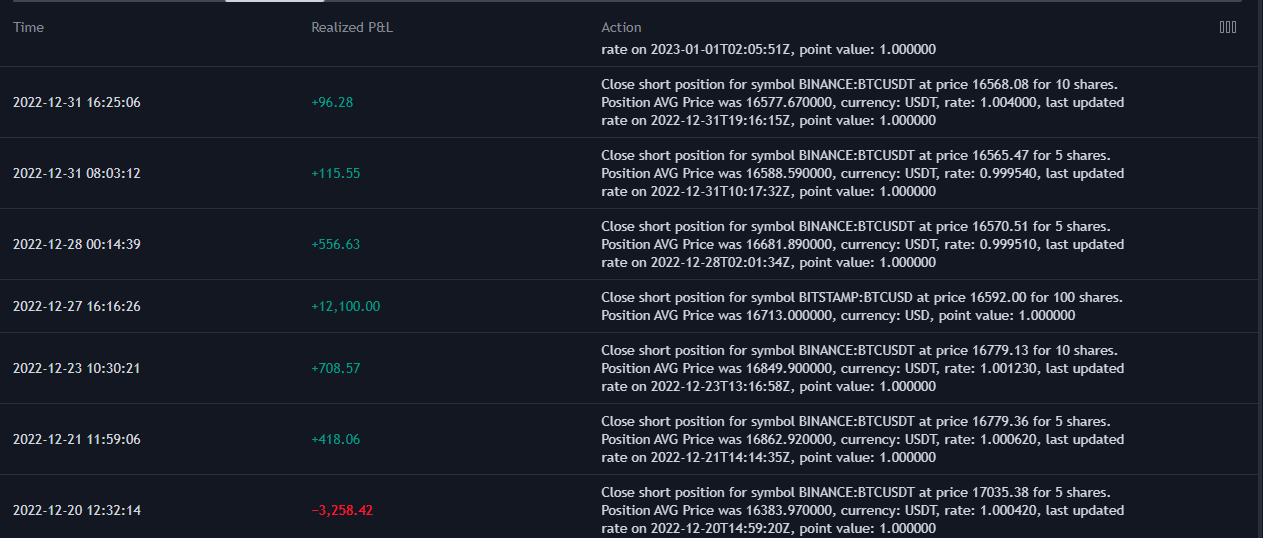 Time Realized P&L Action
rate on 2023-01-01T02:05:51Z, point value: 1.000000
Close short position for symbol BINANCE:BTCUSDT at price 16568.08 for 10 shares.
2022-12-31 16:25:06 +96.28 Position AVG Price was 16577.670000, currency: USDT, rate: 1.004000, last updated
rate on 2022-12-31T19:16:15Z, point value: 1.000000
Close short position for symbol BINANCE:BTCUSDT at price 16565.47 for 5 shares.
2022-12-31 08:03:12 +115.55 Position AVG Price was 16588.590000, currency: USDT, rate: 0.999540, last updated
rate on 2022-12-31T10:17:32Z, point value: 1.000000
Close short position for symbol BINANCE:BTCUSDT at price 16570.51 for 5 shares.
2022-12-28 00:14:39 +556.63 Position AVG Price was 16681.890000, currency: USDT, rate: 0.999510, last updated
rate on 2022-12-28T02:01:34Z, point value: 1.000000
2022-12-27 16:16:26 +12,100.00 Close short position for symbol BITSTAMP:BTCUSD at price 16592.00 for 100 shares.
Position AVG Price was 16713.000000, currency: USD, point value: 1.000000
Close short position for symbol BINANCE:BTCUSDT at price 16779.13 for 10 shares.
2022-12-23 10:30:21 +708.57 Position AVG Price was 16849.900000, currency: USDT, rate: 1.001230, last updated
rate on 2022-12-23T13:16:58Z, point value: 1.000000
Close short position for symbol BINANCE:BTCUSDT at price 16779.36 for 5 shares.
2022-12-21 11:59:06 +418.06 Position AVG Price was 16862.920000, currency: USDT, rate: 1.000620, last updated
rate on 2022-12-21T14:14:35Z, point value: 1.000000
Close short position for symbol BINANCE:BTCUSDT at price 17035.38 for 5 shares.
2022-12-20 12:32:14 −3,258.42 Position AVG Price was 16383.970000, currency: USDT, rate: 1.000420, last updated
rate on 2022-12-20T14:59:20Z, point value: 1.000000